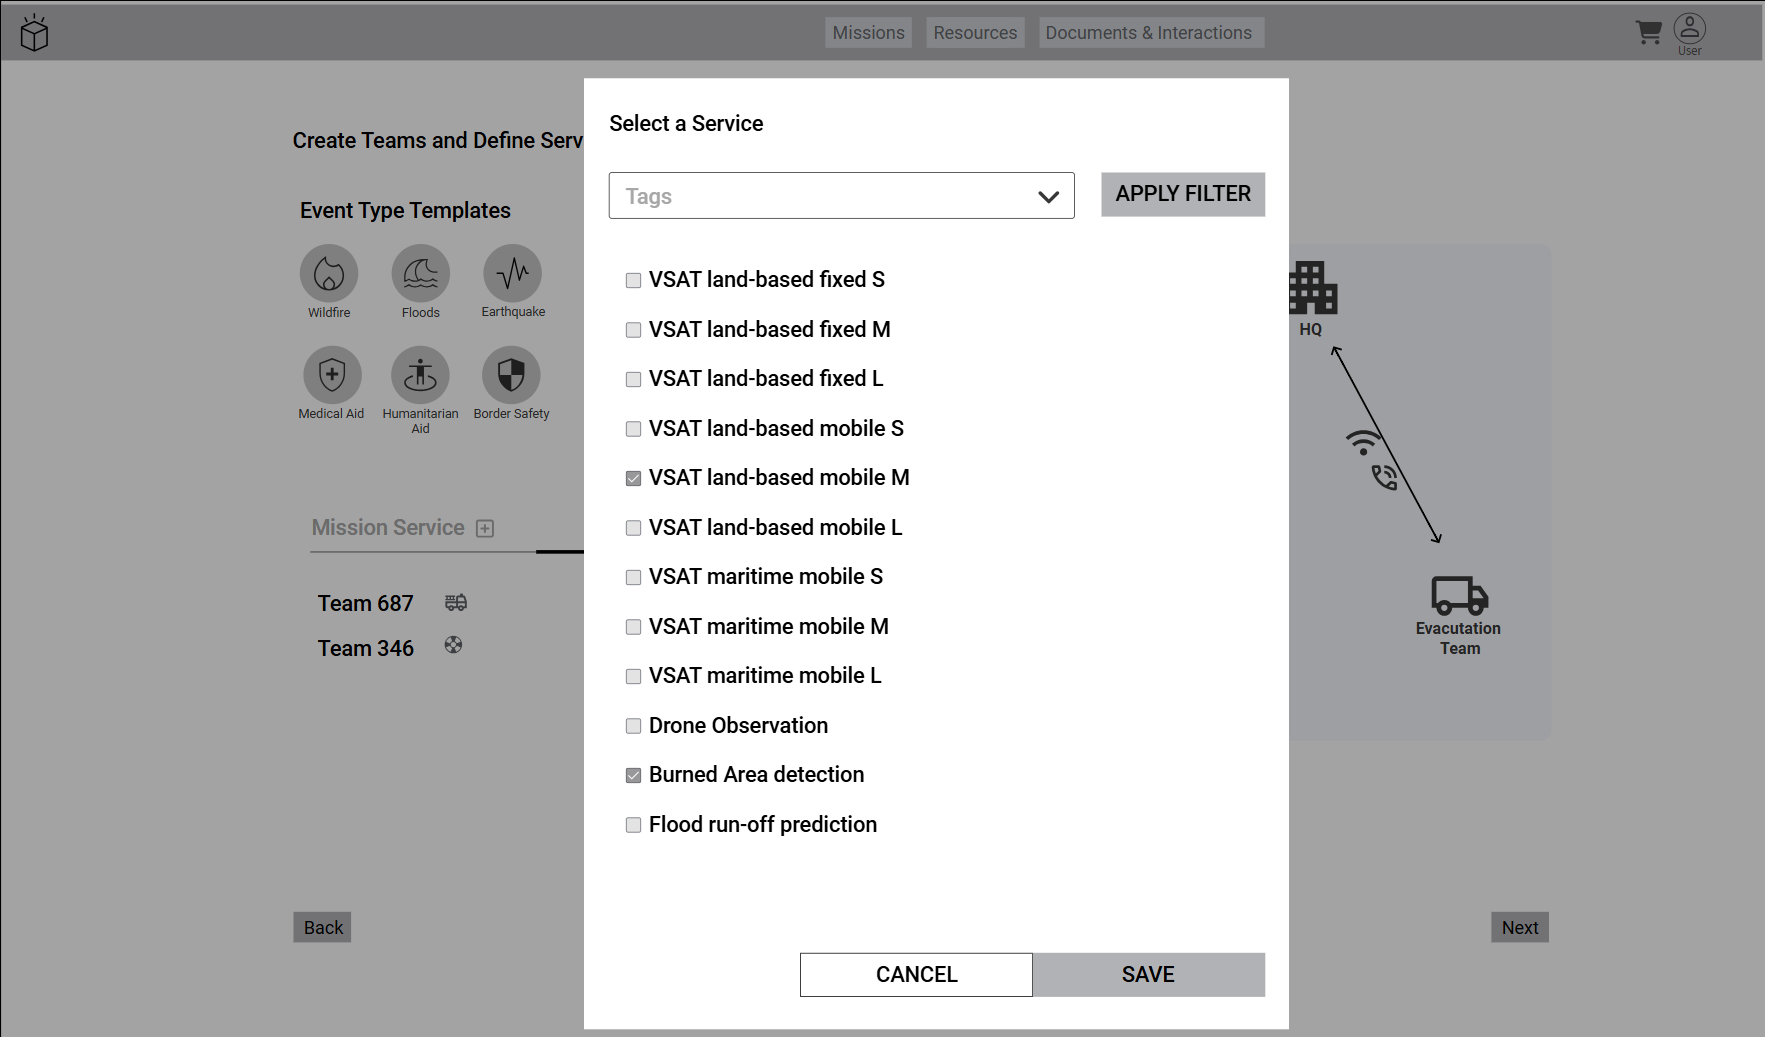 Missions
Resources
Documents & Interactions
User
Create Teams and Define Serv
Event Type Templates
Wildfire
Floods
Earthquake
Medical Aid
Humanitarian
Aid
Border Safety
Mission Service
Team 687
Team 346
Back
Select a Service
Tags
APPLY FILTER
VSAT land-based fixed S
VSAT land-based fixed M
VSAT land-based fixed L
VSAT land-based mobile S
VSAT land-based mobile M
VSAT land-based mobile L
VSAT maritime mobile S
VSAT maritime mobile M
VSAT maritime mobile L
Drone Observation
Burned Area detection
Flood run-off prediction
CANCEL
SAVE
HQ
Evacutation
Team
Next